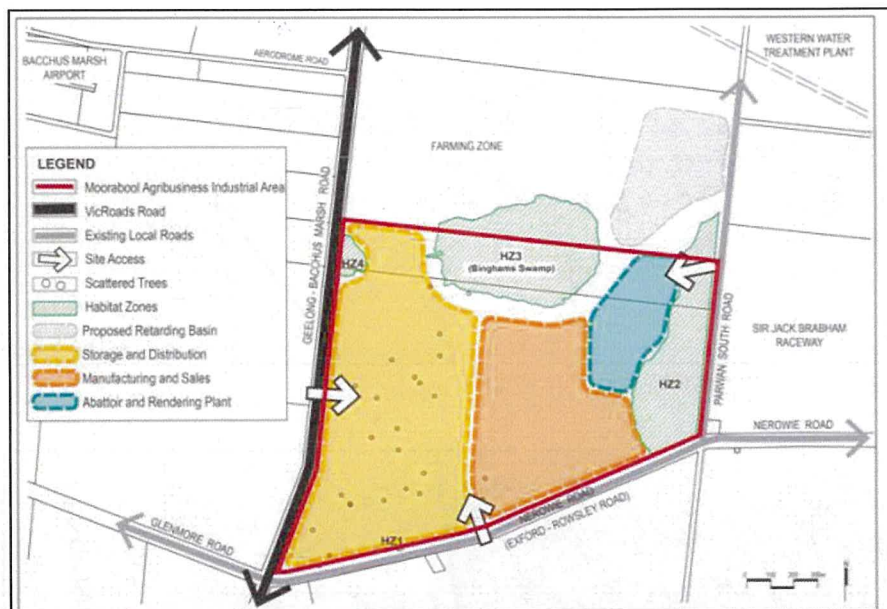 WESTERN WATER
TREATMENT PLANT
AERODROME ROAD
BACCHUS MARSH
AIRPORT
FARMING ZONE
LEGEND
Moorabool Agribusiness Industrial Area
VicRoads Road
Existing Local Roads
Site Access
Scattered Trees
Habitat Zones
Proposed Retarding Basin
Storage and Distribution
Manufacturing and Sales
Abattoir and Rendering Plant
GEELONG - BACCHUS MARSH ROAD
HZ4
HZ3
(Binghams Swamp)
PARWAN SOUTH ROAD
SIR JACK BRABHAM
RACEWAY
HZ2
NEROWIE ROAD
GLENMORE ROAD
HZ1
NEROWIE ROAD
(EXFORD - ROWSLEY ROAD)